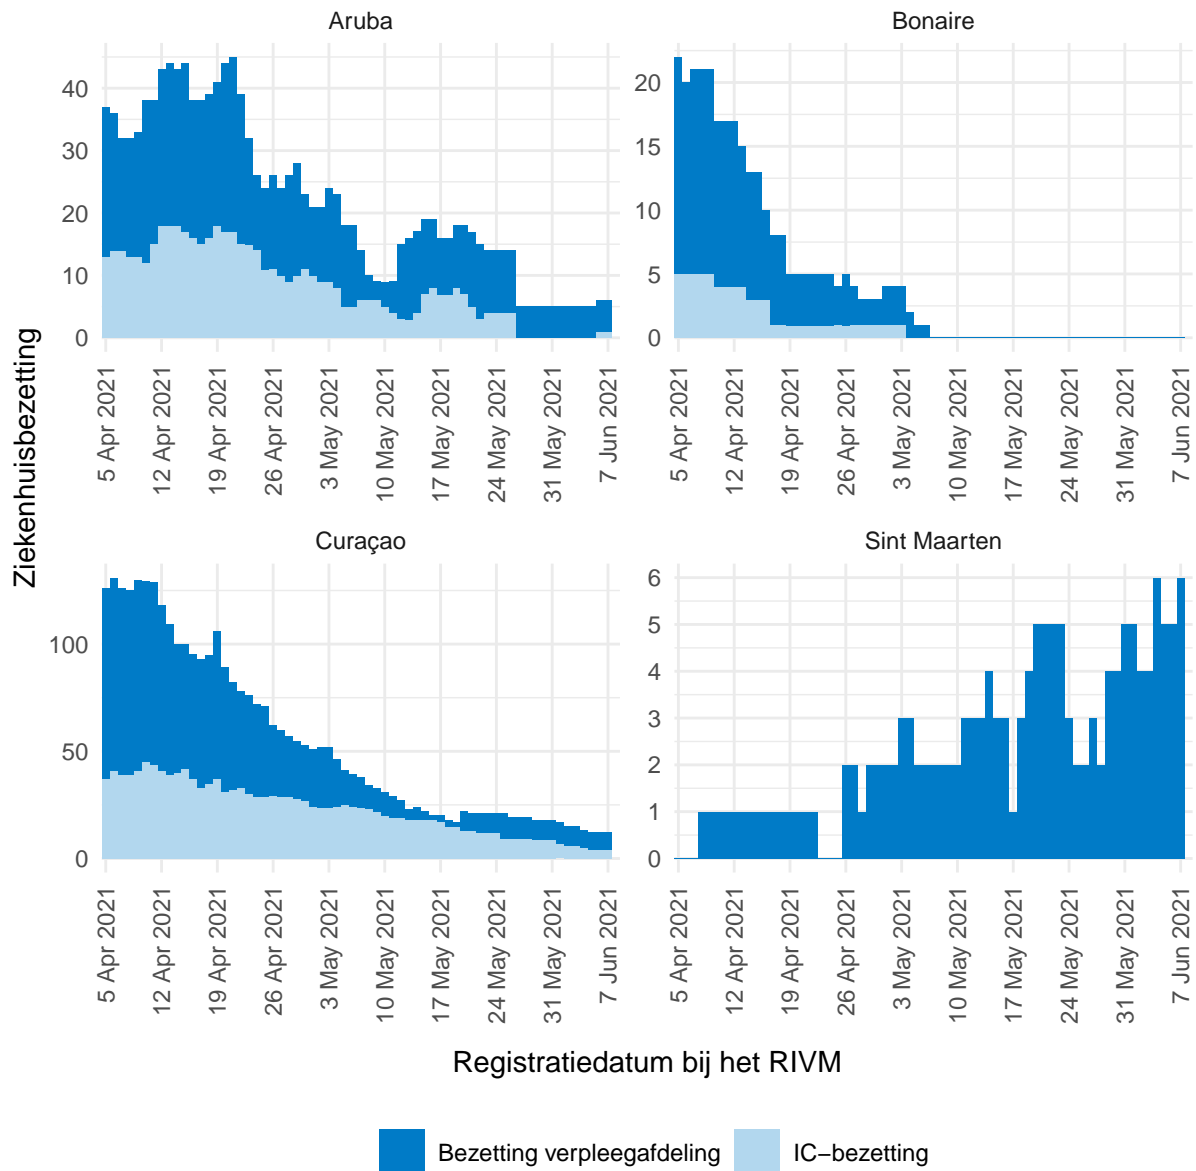 Aruba
Bonaire
40
30
20
10
0
20
15
10
5
0
5 Apr 2021
12 Apr 2021
19 Apr 2021
26 Apr 2021
3 May 2021
10 May 2021
17 May 2021
24 May 2021
31 May 2021
7 Jun 2021
5 Apr 2021
12 Apr 2021
19 Apr 2021
26 Apr 2021
3 May 2021
10 May 2021
17 May 2021
24 May 2021
31 May 2021
7 Jun 2021
Ziekenhuisbezetting
Curaçao
Sint Maarten
100
50
0
6
5
4
3
2
1
0
5 Apr 2021
12 Apr 2021
19 Apr 2021
26 Apr 2021
3 May 2021
10 May 2021
17 May 2021
24 May 2021
31 May 2021
7 Jun 2021
5 Apr 2021
12 Apr 2021
19 Apr 2021
26 Apr 2021
3 May 2021
10 May 2021
17 May 2021
24 May 2021
31 May 2021
7 Jun 2021
Registratiedatum bij het RIVM
Bezetting verpleegafdeling
IC−bezetting